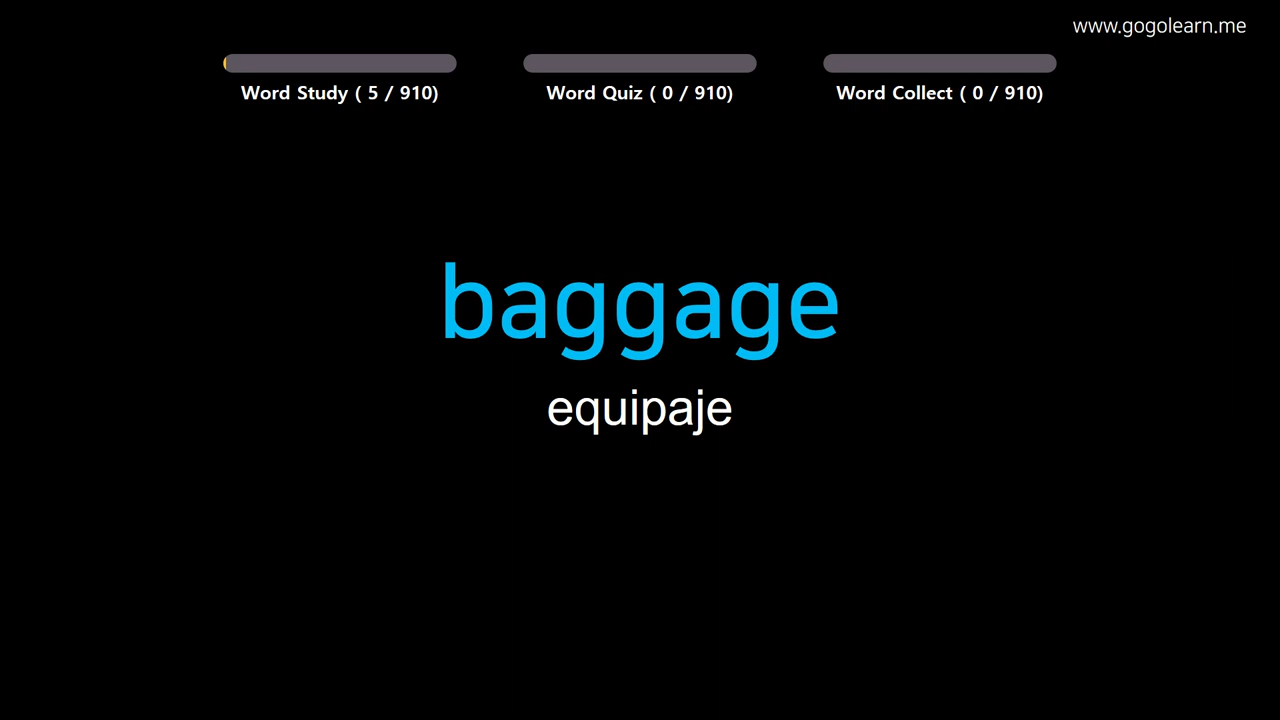 www.gogolearn.me
Word Study ( 5 / 910)
Word Quiz ( 0 / 910)
Word Collect ( 0 / 910)
baggage
equipaje